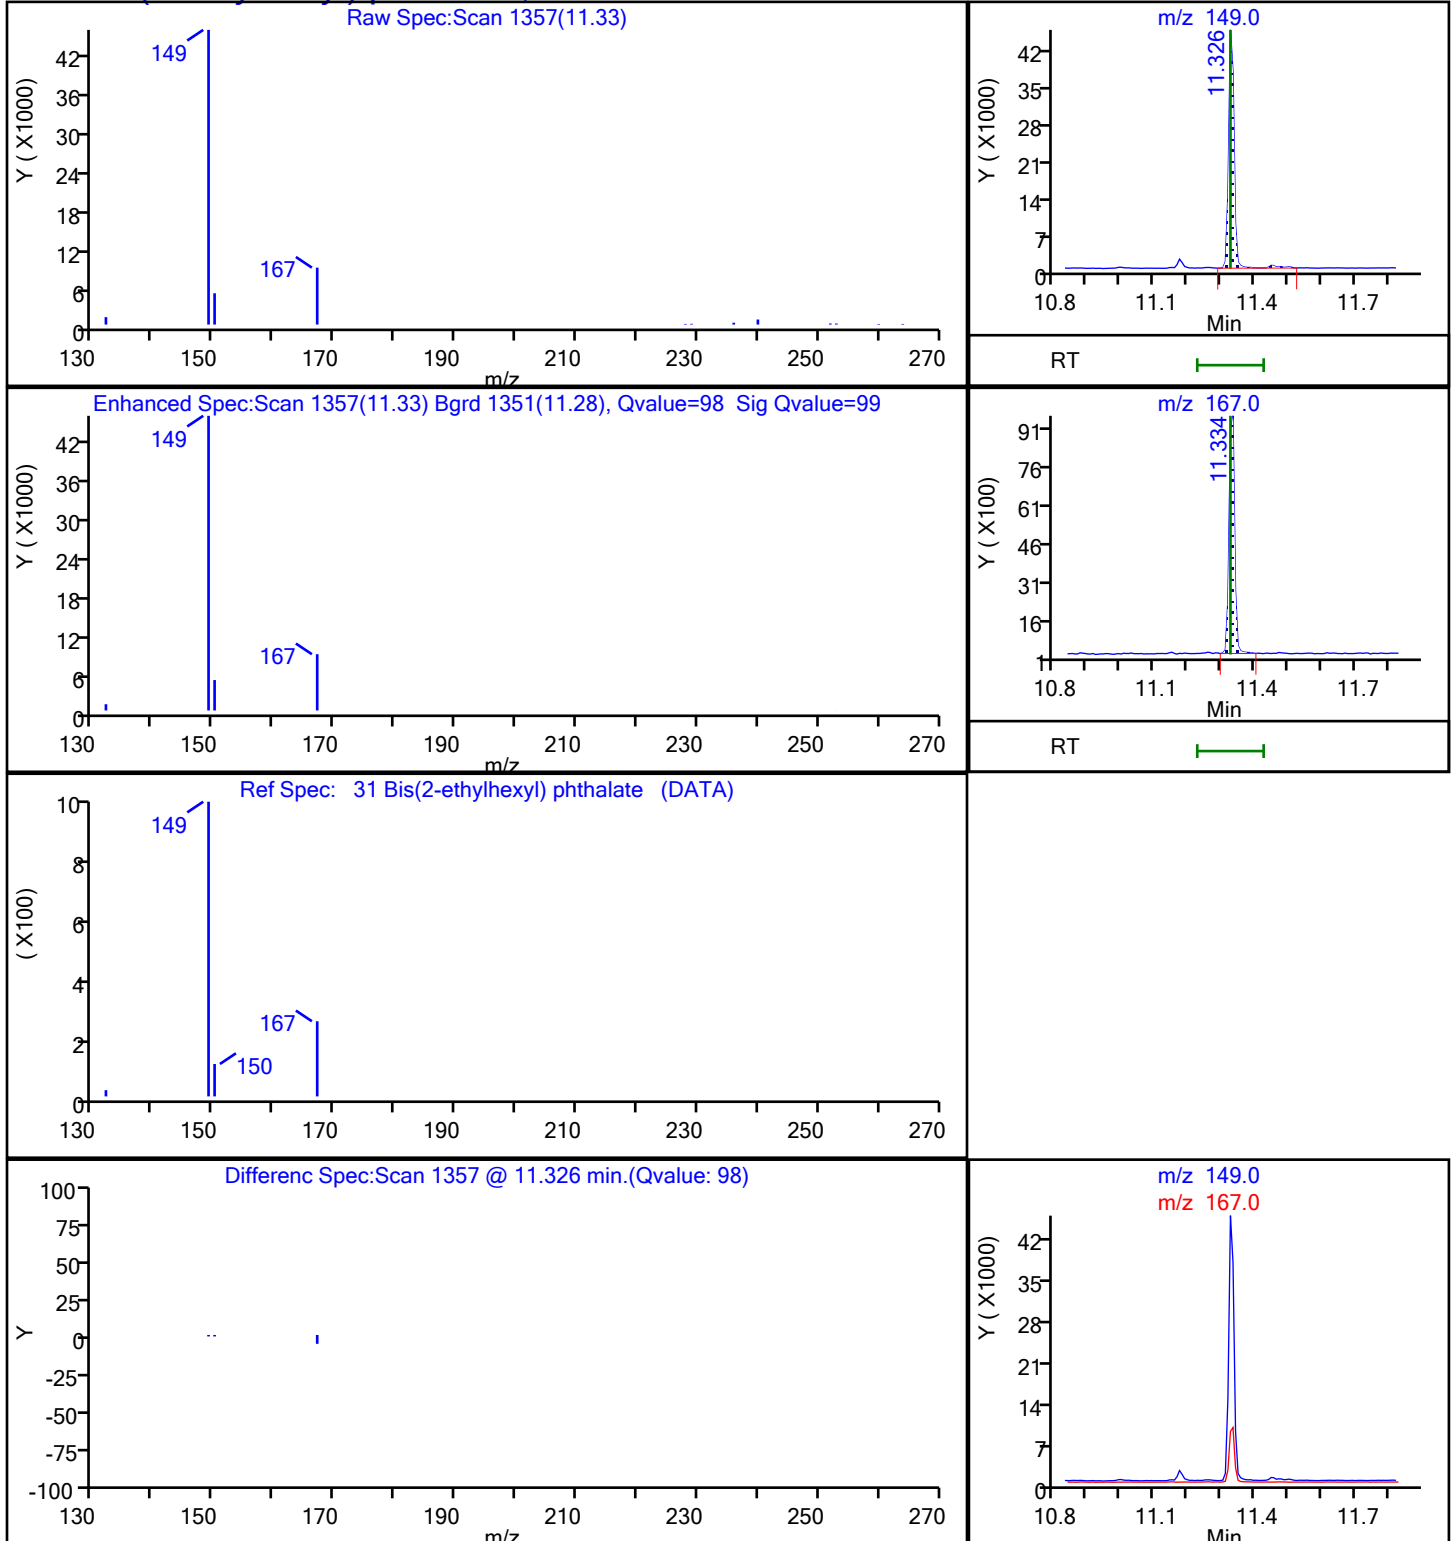 Raw Spec:Scan 1357(11.33)
Y ( X1000)
42
36
30
24
18
12
6
0
149
167
130 150 170 190 210 230 250 270
m/z
m/z 149.0
Y ( X1000)
42
35
28
21
14
7
0
11.326
10.8 11.1 11.4 11.7
Min
RT
Enhanced Spec:Scan 1357(11.33) Bgrd 1351(11.28), Qvalue=98 Sig Qvalue=99
Y ( X1000)
42
36
30
24
18
12
6
0
149
167
130 150 170 190 210 230 250 270
m/z
m/z 167.0
Y ( X100)
91
76
61
46
31
16
1
11.334
10.8 11.1 11.4 11.7
Min
RT
Ref Spec: 31 Bis(2-ethylhexyl) phthalate (DATA)
( X100)
10
8
6
4
2
0
149
167
150
130 150 170 190 210 230 250 270
Differenc Spec:Scan 1357 @ 11.326 min.(Qvalue: 98)
Y
100
75
50
25
0
-25
-50
-75
-100
130 150 170 190 210 230 250 270
m/z
m/z 149.0
m/z 167.0
Y ( X1000)
42
35
28
21
14
7
0
10.8 11.1 11.4 11.7
Min